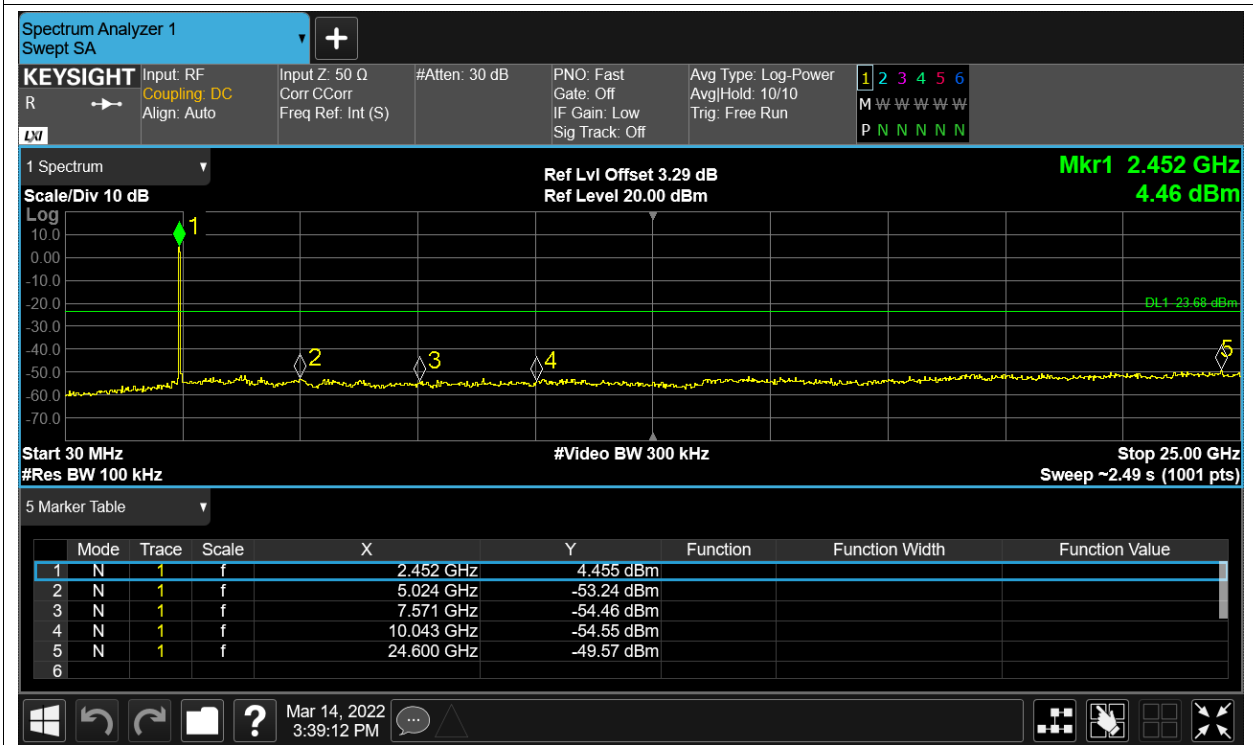 Spectrum Analyzer 1
Swept SA
KEYSIGHT Input: RF Input Z: 50 Ω #Atten: 30 dB PNO: Fast Avg Type: Log-Power 1 2 3 4 5 6
R Coupling: DC Corr CCorr Gate: Off Avg|Hold: 10/10 M W W W W W
Align: Auto Freq Ref: Int (S) IF Gain: Low Trig: Free Run
LXI Sig Track: Off P N N N N N
1 Spectrum Ref Lvl Offset 3.29 dB Mkr1 2.452 GHz
Scale/Div 10 dB Ref Level 20.00 dBm 4.46 dBm
Log
1
10.0
0.00
-10.0
-20.0 DL1 23.68 dBm
-30.0
-40.0 2 3 4 5
-50.0
-60.0
-70.0
Start 30 MHz #Video BW 300 kHz Stop 25.00 GHz
#Res BW 100 kHz Sweep ~2.49 s (1001 pts)
5 Marker Table
Mode Trace Scale X Y Function Function Width Function Value
1 N 1 f 2.452 GHz 4.455 dBm
2 N 1 f 5.024 GHz -53.24 dBm
3 N 1 f 7.571 GHz -54.46 dBm
4 N 1 f 10.043 GHz -54.55 dBm
5 N 1 f 24.600 GHz -49.57 dBm
6
? Mar 14, 2022
3:39:12 PM